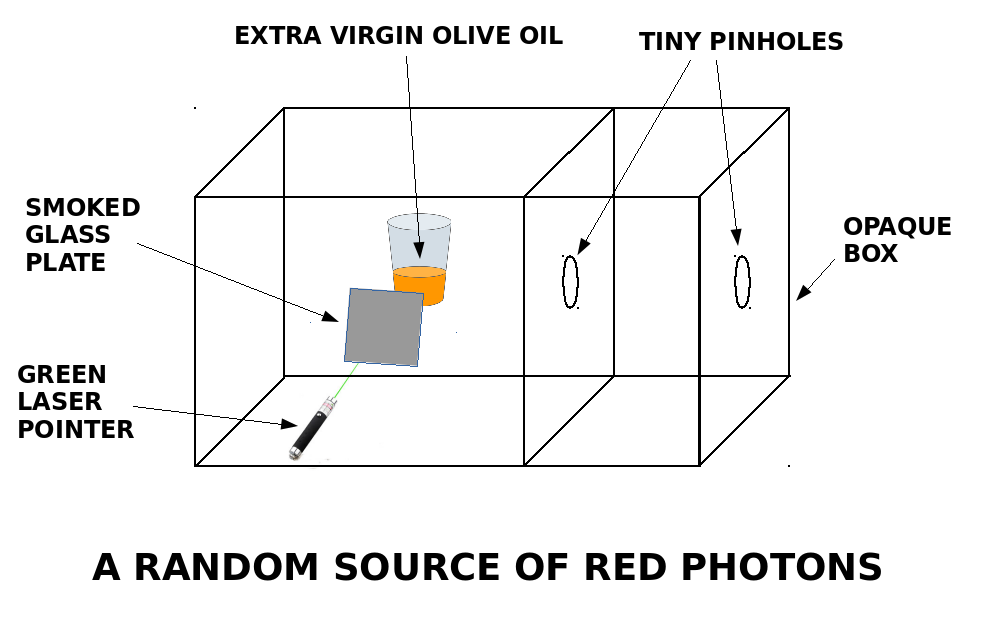 EXTRA VIRGIN OLIVE OIL
TINY PINHOLES
SMOKED
GLASS
PLATE
OPAQUE
BOX
GREEN
LASER
POINTER
A RANDOM SOURCE OF RED PHOTONS